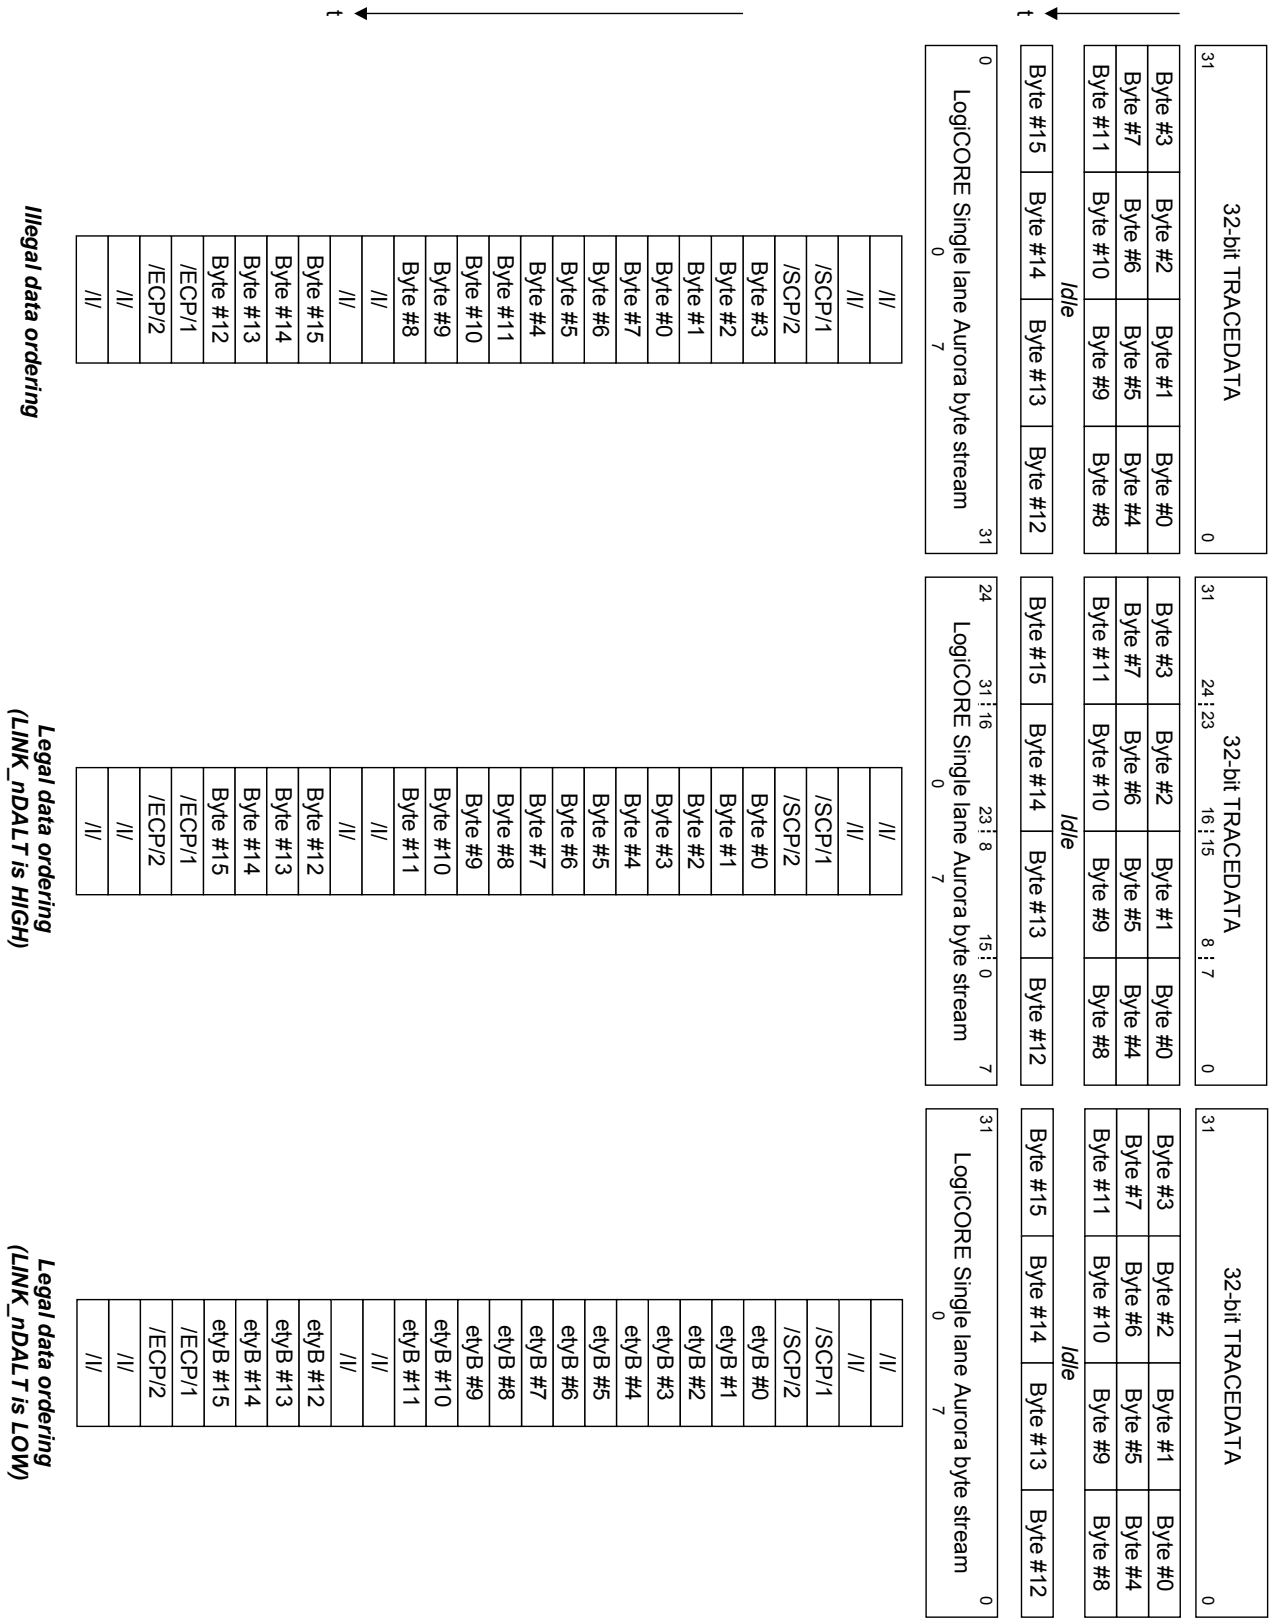 t
t
32-bit TRACEDATA
31 0
Byte #3 Byte #2 Byte #1 Byte #0
Byte #7 Byte #6 Byte #5 Byte #4
Byte #11 Byte #10 Byte #9 Byte #8
Idle
Byte #15 Byte #14 Byte #13 Byte #12
0 31
LogiCORE Single lane Aurora byte stream
0 7
/I/
/I/
/SCP/1
/SCP/2
Byte #3
Byte #2
Byte #1
Byte #0
Byte #7
Byte #6
Byte #5
Byte #4
Byte #11
Byte #10
Byte #9
Byte #8
/I/
/I/
Byte #15
Byte #14
Byte #13
Byte #12
/ECP/1
/ECP/2
/I/
/I/
Illegal data ordering
32-bit TRACEDATA
31 24 23 16 15 8 7 0
Byte #3 Byte #2 Byte #1 Byte #0
Byte #7 Byte #6 Byte #5 Byte #4
Byte #11 Byte #10 Byte #9 Byte #8
Idle
Byte #15 Byte #14 Byte #13 Byte #12
24 31 16 23 8 15 0 7
LogiCORE Single lane Aurora byte stream
0 7
/I/
/I/
/SCP/1
/SCP/2
Byte #0
Byte #1
Byte #2
Byte #3
Byte #4
Byte #5
Byte #6
Byte #7
Byte #8
Byte #9
Byte #10
Byte #11
/I/
/I/
Byte #12
Byte #13
Byte #14
Byte #15
/ECP/1
/ECP/2
/I/
/I/
Legal data ordering
(LINK_nDALT is HIGH)
32-bit TRACEDATA
31 0
Byte #3 Byte #2 Byte #1 Byte #0
Byte #7 Byte #6 Byte #5 Byte #4
Byte #11 Byte #10 Byte #9 Byte #8
Idle
Byte #15 Byte #14 Byte #13 Byte #12
31 0
LogiCORE Single lane Aurora byte stream
0 7
/I/
/I/
/SCP/1
/SCP/2
etyB #0
etyB #1
etyB #2
etyB #3
etyB #4
etyB #5
etyB #6
etyB #7
etyB #8
etyB #9
etyB #10
etyB #11
/I/
/I/
etyB #12
etyB #13
etyB #14
etyB #15
/ECP/1
/ECP/2
/I/
/I/
Legal data ordering
(LINK_nDALT is LOW)